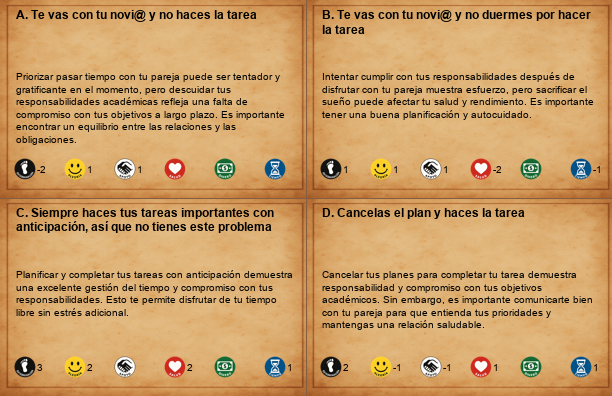 A. Te vas con tu novi@ y no haces la tarea
Priorizar pasar tiempo con tu pareja puede ser tentador y
gratificante en el momento, pero descuidar tus
responsabilidades académicas refleja una falta de
compromiso con tus objetivos a largo plazo. Es importante
encontrar un equilibrio entre las relaciones y las
obligaciones.
-2 1 1
B. Te vas con tu novi@ y no duermes por hacer
la tarea
Intentar cumplir con tus responsabilidades después de
disfrutar con tu pareja muestra esfuerzo, pero sacrificar el
sueño puede afectar tu salud y rendimiento. Es importante
tener una buena planificación y autocuidado.
1 1 1 -2 -1
C. Siempre haces tus tareas importantes con
anticipación, así que no tienes este problema
Planificar y completar tus tareas con anticipación demuestra
una excelente gestión del tiempo y compromiso con tus
responsabilidades. Esto te permite disfrutar de tu tiempo
libre sin estrés adicional.
3 2 2 1
D. Cancelas el plan y haces la tarea
Cancelar tus planes para completar tu tarea demuestra
responsabilidad y compromiso con tus objetivos
académicos. Sin embargo, es importante comunicarte bien
con tu pareja para que entienda tus prioridades y
mantengas una relación saludable.
2 -1 -1 1 1